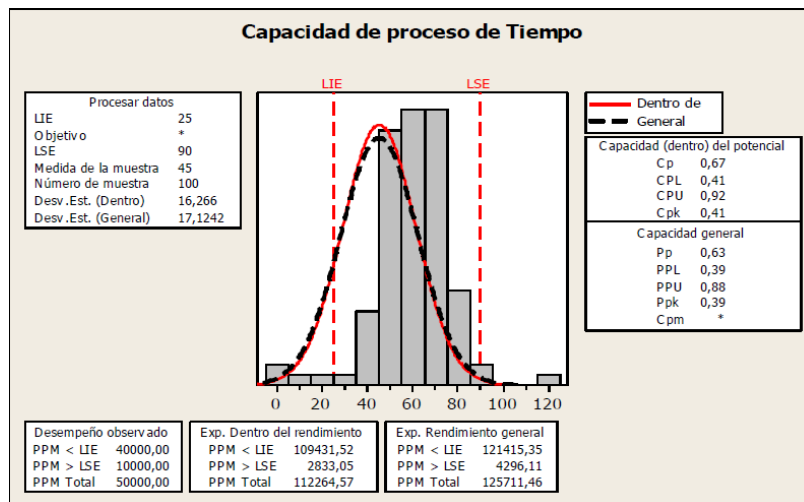 Capacidad de proceso de Tiempo
LIE
LSE
Procesar datos
LIE 25
Objetivo *
LSE 90
Medida de la muestra 45
Número de muestra 100
Desv.Est. (Dentro) 16,266
Desv.Est. (General) 17,1242
Dentro de
General
Capacidad (dentro) del potencial
Cp 0,67
CPL 0,41
CPU 0,92
Cpk 0,41
Capacidad general
Pp 0,63
PPL 0,39
PPU 0,88
Ppk 0,39
Cpm *
0 20 40 60 80 100 120
Desempeño observado
PPM < LIE 40000,00
PPM > LSE 10000,00
PPM Total 50000,00
Exp. Dentro del rendimiento
PPM < LIE 109431,52
PPM > LSE 2833,05
PPM Total 112264,57
Exp. Rendimiento general
PPM < LIE 121415,35
PPM > LSE 4296,11
PPM Total 125711,46